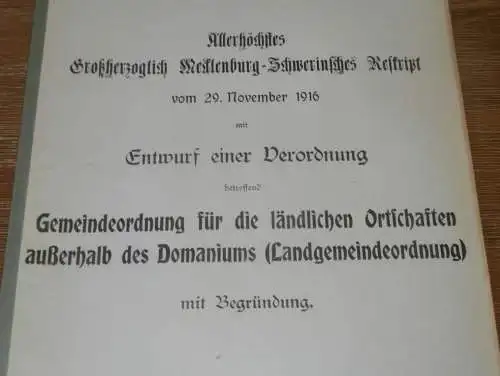 Allerhöchstes
Großherzoglich Mecklenburg-Schwerinsches Reskript
vom 29. November 1916
mit
Entwurf einer Verordnung
betreffend
Gemeindeordnung für die ländlichen Ortschaften
außerhalb des Domaniums (Landgemeindeordnung)
mit Begründung.